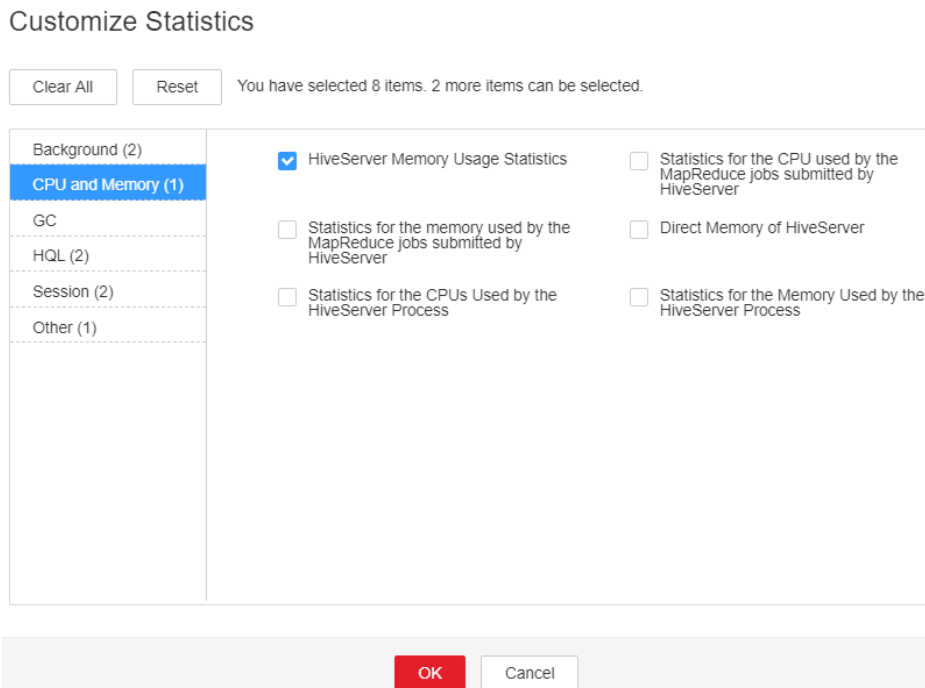 Customize Statistics
Clear All
Reset
You have selected 8 items. 2 more items can be selected.
Background (2)
CPU and Memory (1)
GC
HQL (2)
Session (2)
Other (1)
HiveServer Memory Usage Statistics
Statistics for the CPU used by the
MapReduce jobs submitted by
HiveServer
Statistics for the memory used by the
MapReduce jobs submitted by
HiveServer
Direct Memory of HiveServer
Statistics for the CPUs Used by the
HiveServer Process
Statistics for the Memory Used by the
HiveServer Process
OK
Cancel